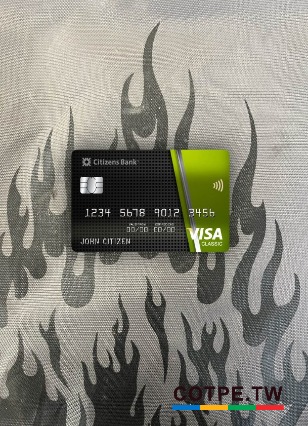 Citizens Bank
1234 5678 9012 3456
00/00 00/00
JOHN CITIZEN
VISA
CLASSIC
COTPE.TW